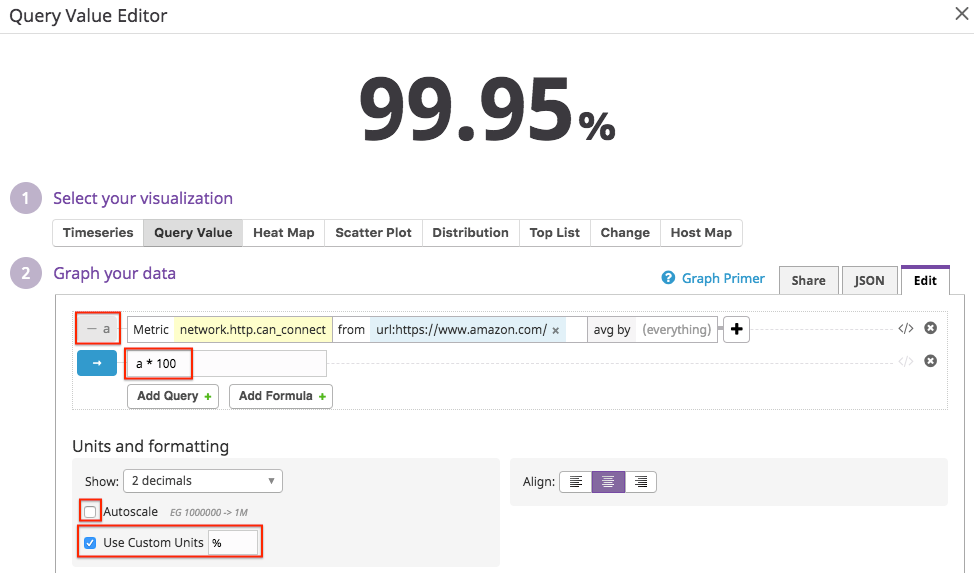 Query Value Editor
99.95%
1 Select your visualization
Timeseries Query Value Heat Map Scatter Plot Distribution Top List Change Host Map
2 Graph your data
? Graph Primer Share JSON Edit
— a Metric network.http.can_connect from url:https://www.amazon.com/ × avg by (everything) + </>
→ a * 100 </>
Add Query + Add Formula +
Units and formatting
Show: 2 decimals ▼
Align:
Autoscale EG 1000000 -> 1M
Use Custom Units %